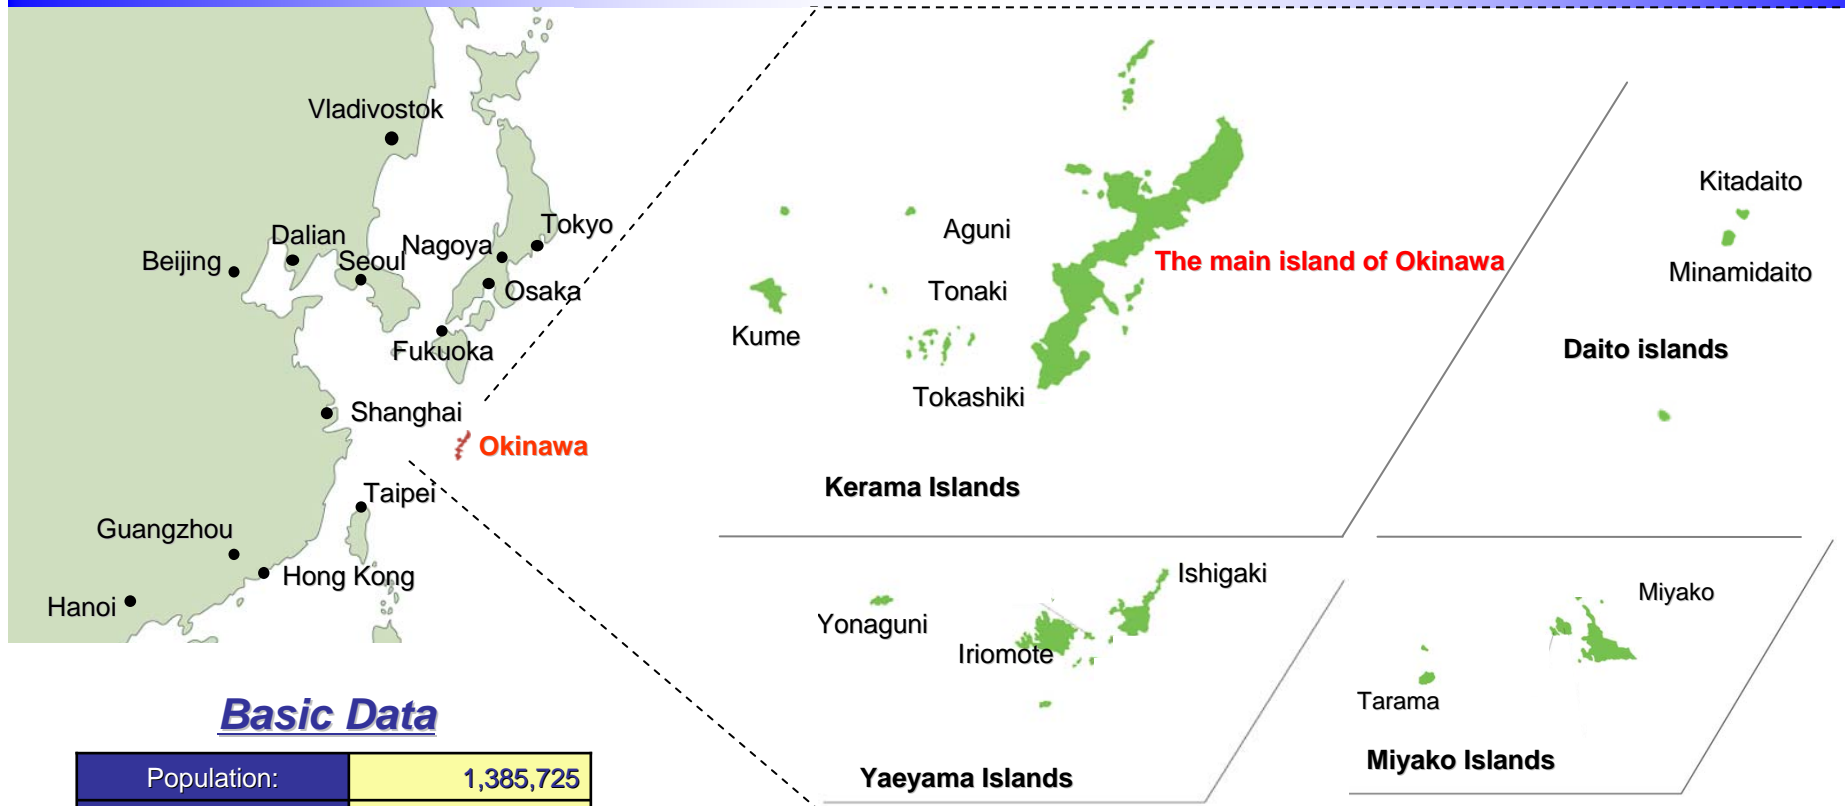 Vladivostok
Tokyo
Nagoya
Dalian
Beijing
Seoul
Osaka
Fukuoka
Shanghai
Okinawa
Taipei
Guangzhou
Hong Kong
Hanoi
Aguni
The main island of Okinawa
Tonaki
Kume
Tokashiki
Kerama Islands
Kitadaito
Minamidaito
Daito islands
Ishigaki
Yonaguni
Iriomote
Yaeyama Islands
Miyako
Tarama
Miyako Islands
Basic Data
Population: 1,385,725